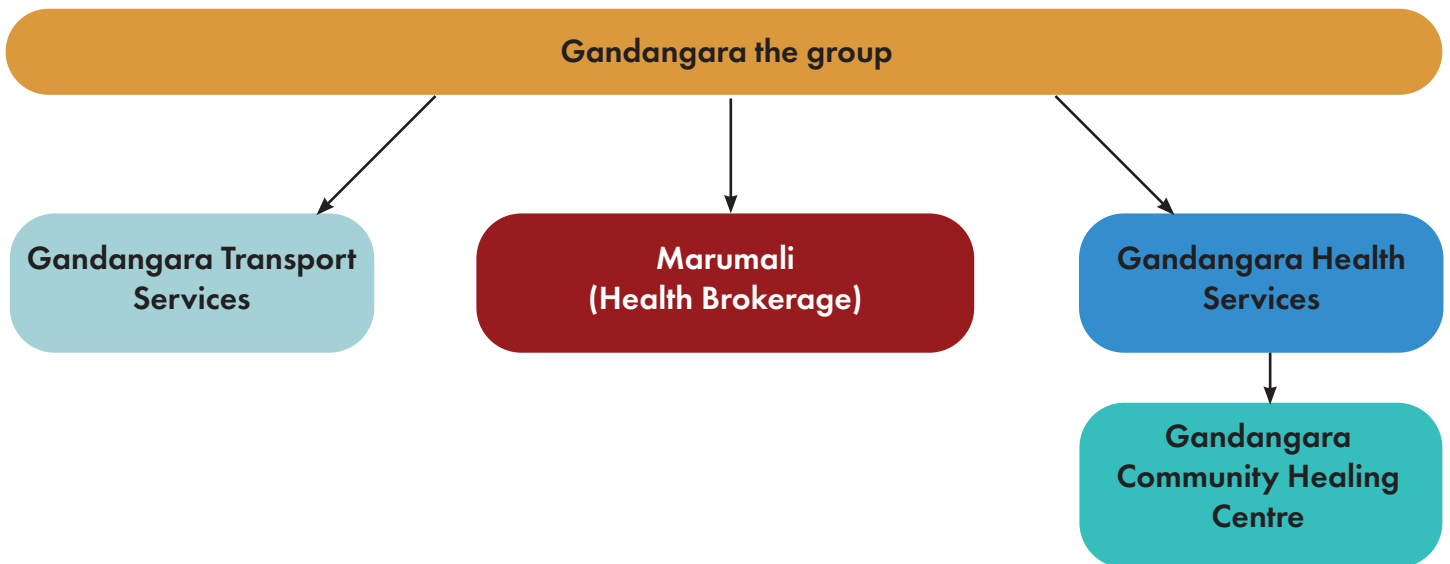 Gandangara the group
Gandangara Transport
Services
Marumali
(Health Brokerage)
Gandangara Health
Services
Gandangara
Community Healing
Centre